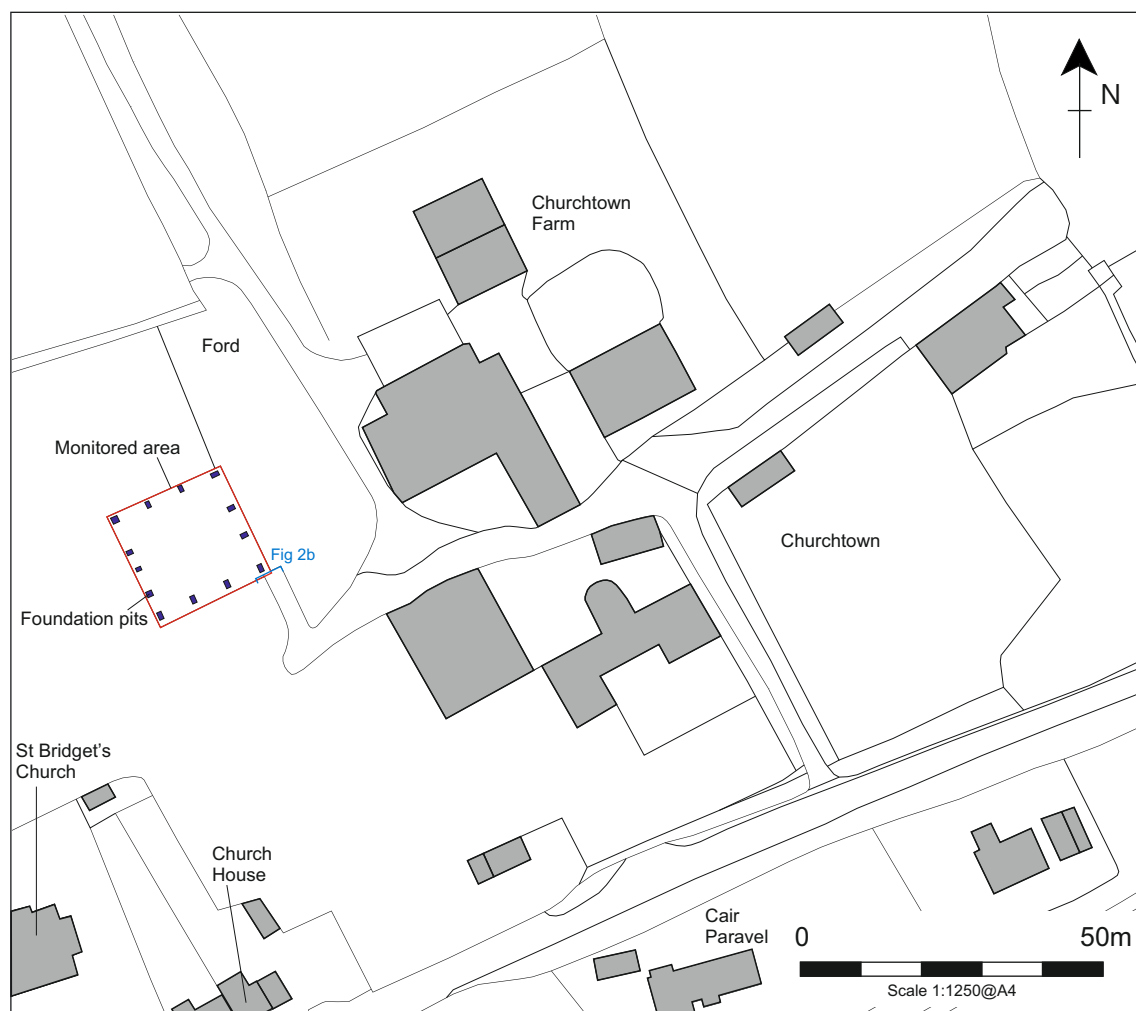 N
Churchtown
Farm
Ford
Monitored area
Fig 2b
Churchtown
Foundation pits
St Bridget's
Church
Church
House
Cair
Paravel
0 50m
Scale 1:1250@A4